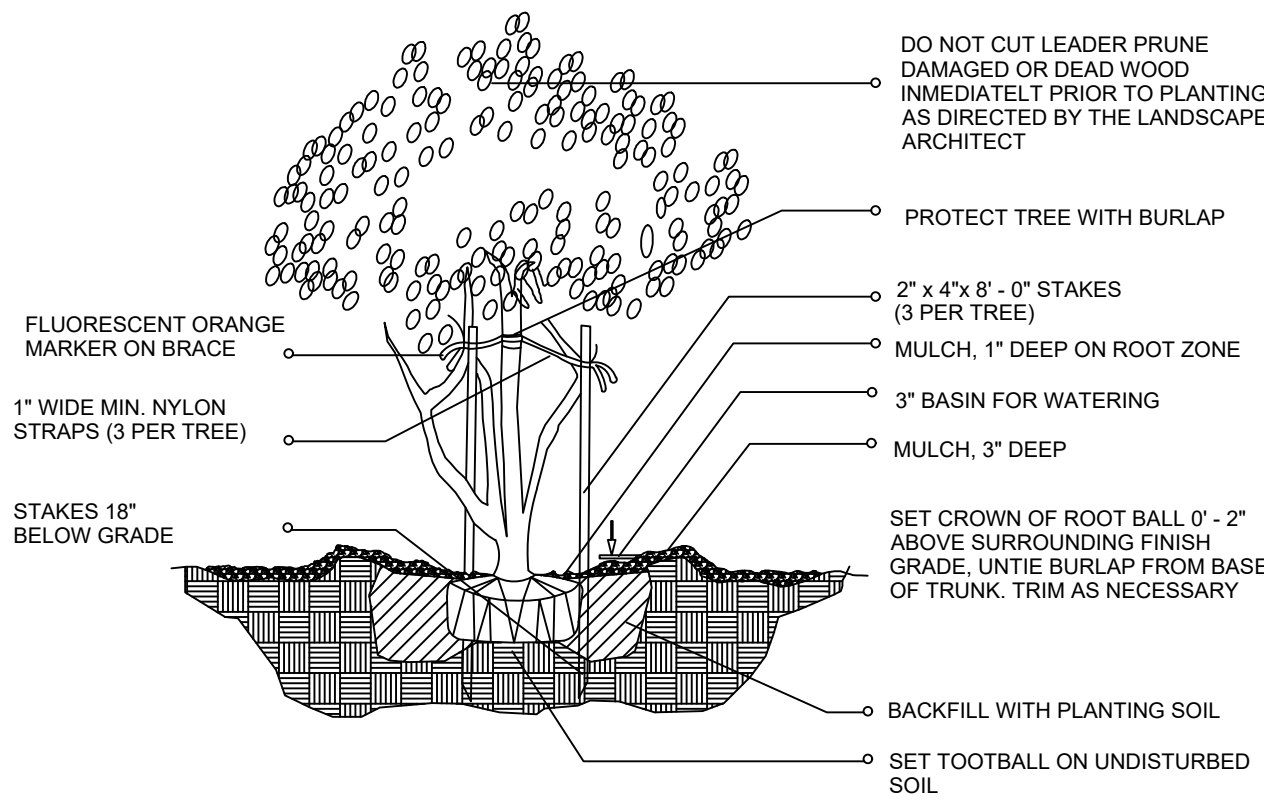 DO NOT CUT LEADER PRUNE
DAMAGED OR DEAD WOOD
INMEDIATELT PRIOR TO PLANTING
AS DIRECTED BY THE LANDSCAPE
ARCHITECT
PROTECT TREE WITH BURLAP
2" x 4"x 8' - 0" STAKES
(3 PER TREE)
MULCH, 1" DEEP ON ROOT ZONE
3" BASIN FOR WATERING
MULCH, 3" DEEP
SET CROWN OF ROOT BALL 0' - 2"
ABOVE SURROUNDING FINISH
GRADE, UNTIE BURLAP FROM BASE
OF TRUNK. TRIM AS NECESSARY
BACKFILL WITH PLANTING SOIL
SET TOOTBALL ON UNDISTURBED
SOIL
FLUORESCENT ORANGE
MARKER ON BRACE
1" WIDE MIN. NYLON
STRAPS (3 PER TREE)
STAKES 18"
BELOW GRADE